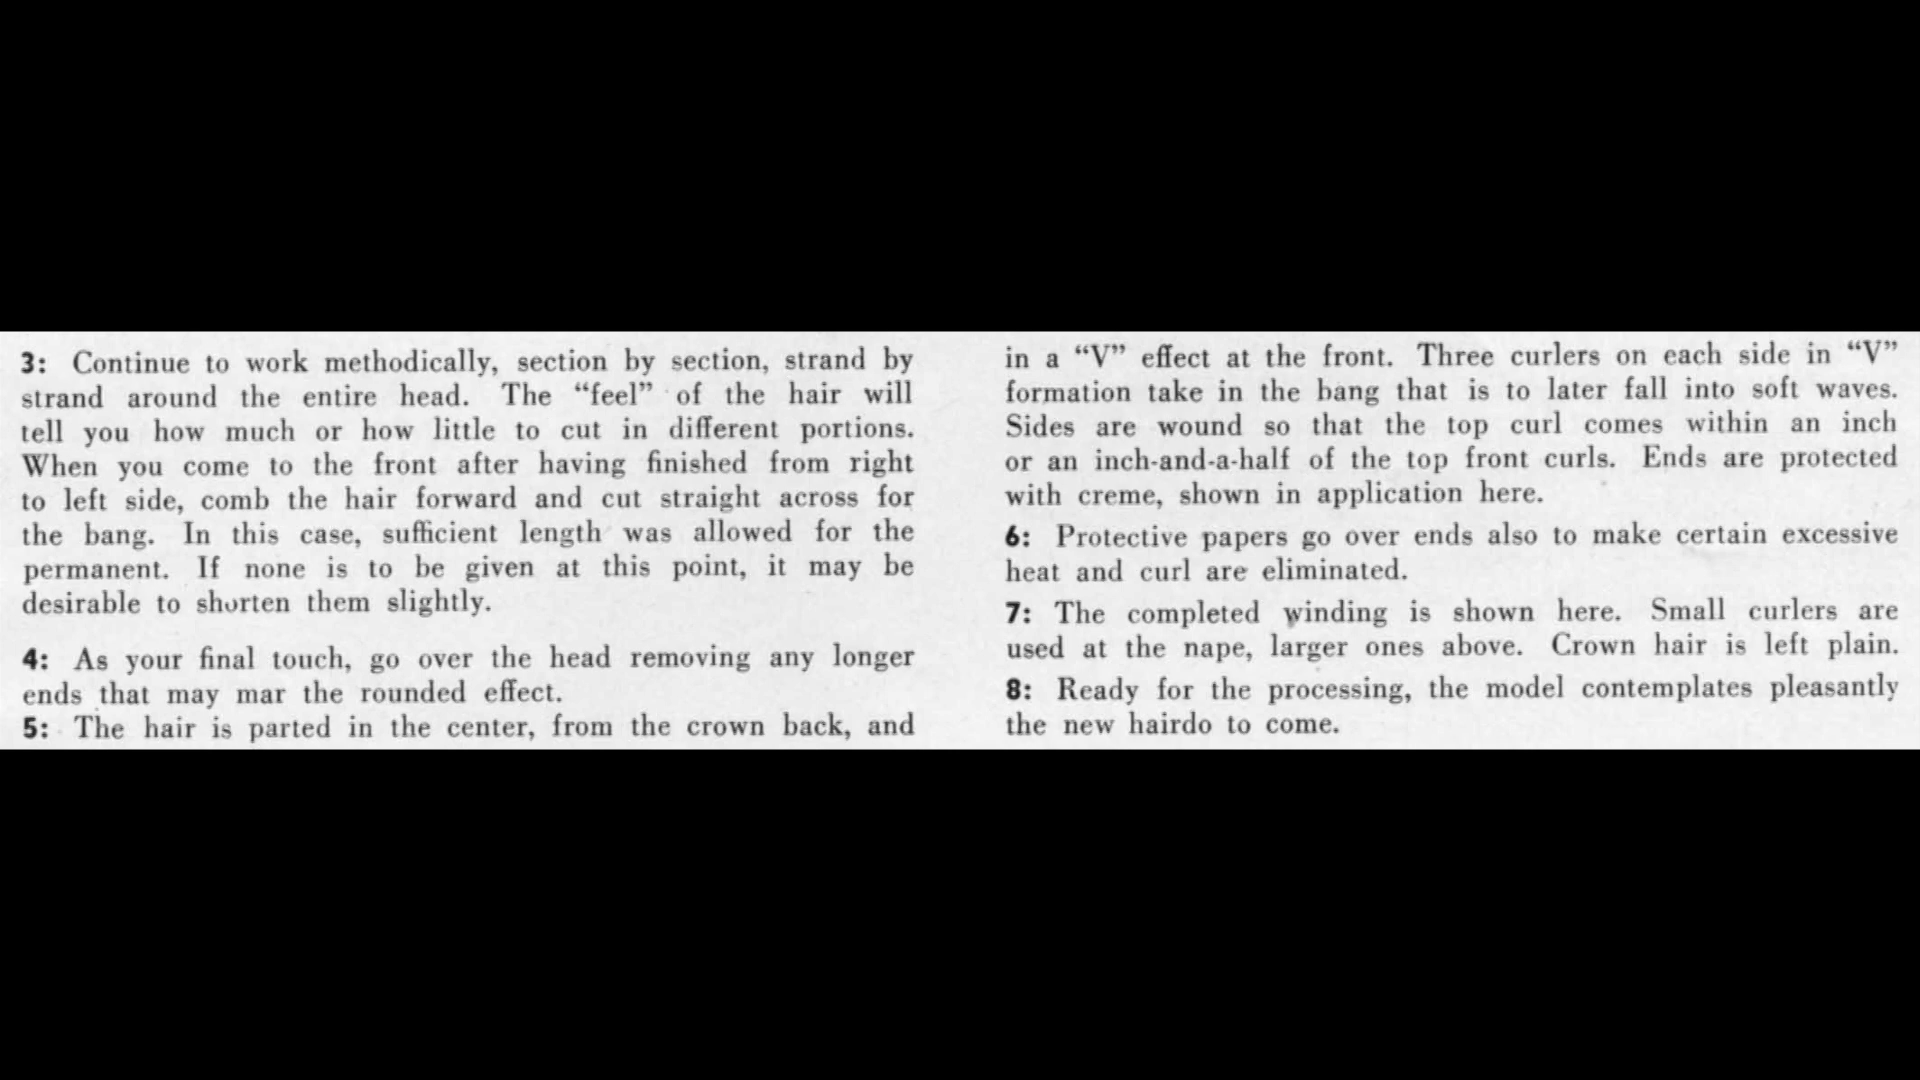 3: Continue to work methodically, section by section, strand by
strand around the entire head. The “feel” of the hair will
tell you how much or how little to cut in different portions.
When you come to the front after having finished from right
to left side, comb the hair forward and cut straight across for
the bang. In this case, sufficient length was allowed for the
permanent. If none is to be given at this point, it may be
desirable to shorten them slightly.
4: As your final touch, go over the head removing any longer
ends that may mar the rounded effect.
5: The hair is parted in the center, from the crown back, and
in a “V” effect at the front. Three curlers on each side in “V”
formation take in the bang that is to later fall into soft waves.
Sides are wound so that the top curl comes within an inch
or an inch-and-a-half of the top front curls. Ends are protected
with creme, shown in application here.
6: Protective papers go over ends also to make certain excessive
heat and curl are eliminated.
7: The completed winding is shown here. Small curlers are
used at the nape, larger ones above. Crown hair is left plain.
8: Ready for the processing, the model contemplates pleasantly
the new hairdo to come.